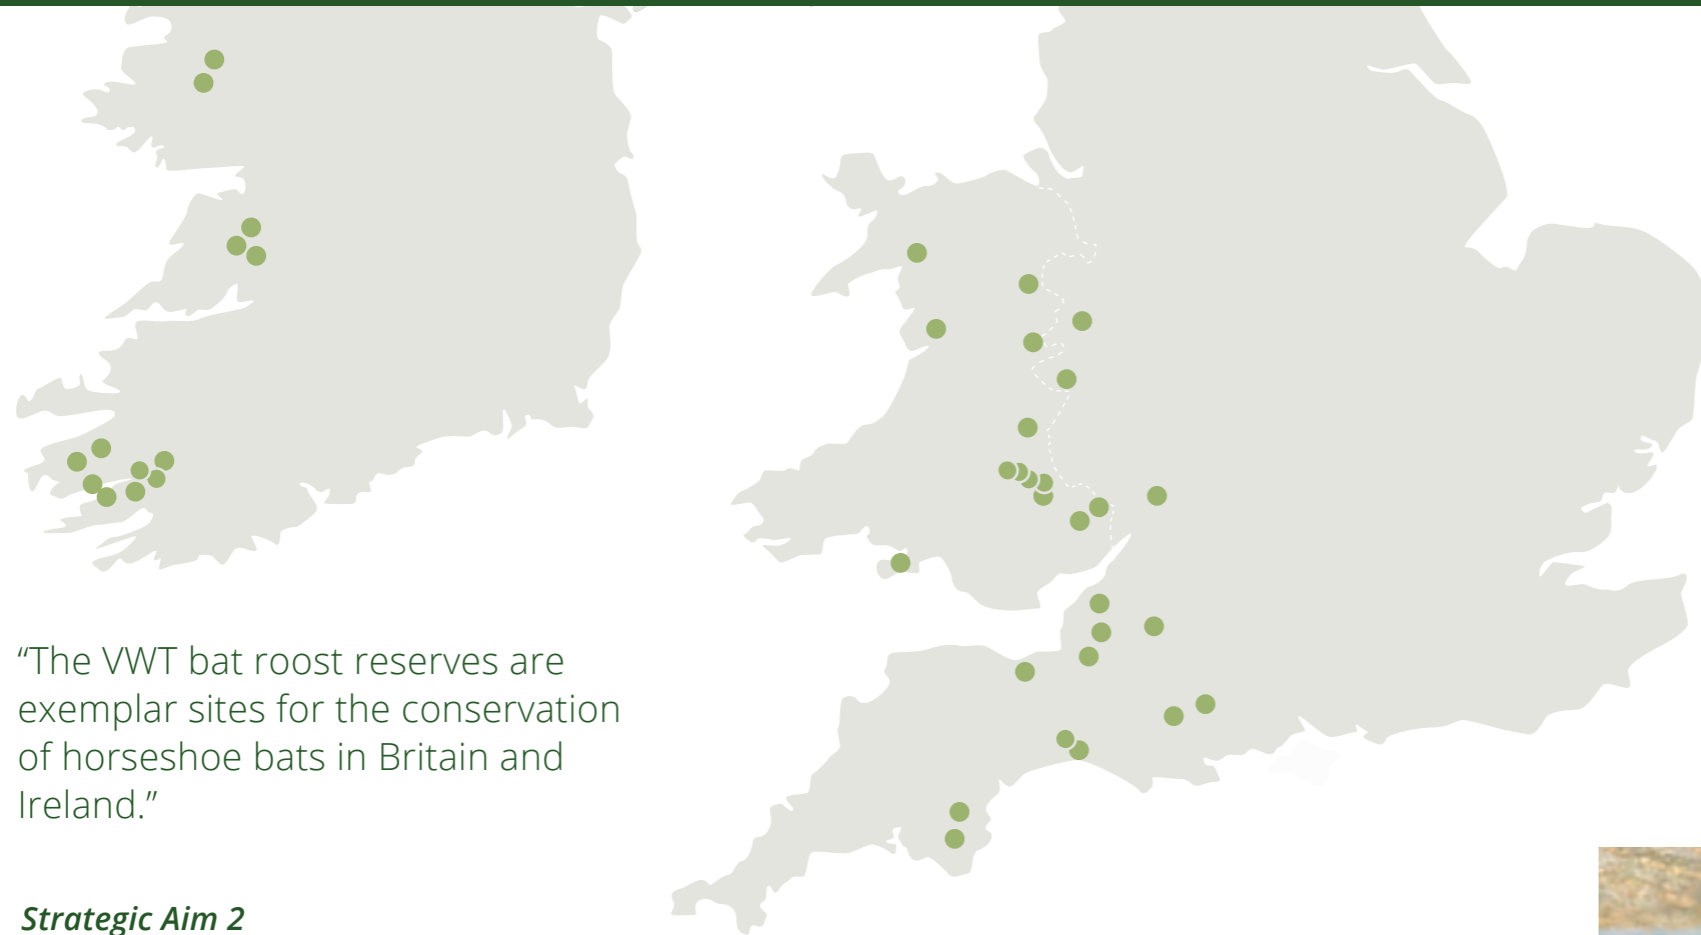 “The VWT bat roost reserves are
exemplar sites for the conservation
of horseshoe bats in Britain and
Ireland.”
Strategic Aim 2